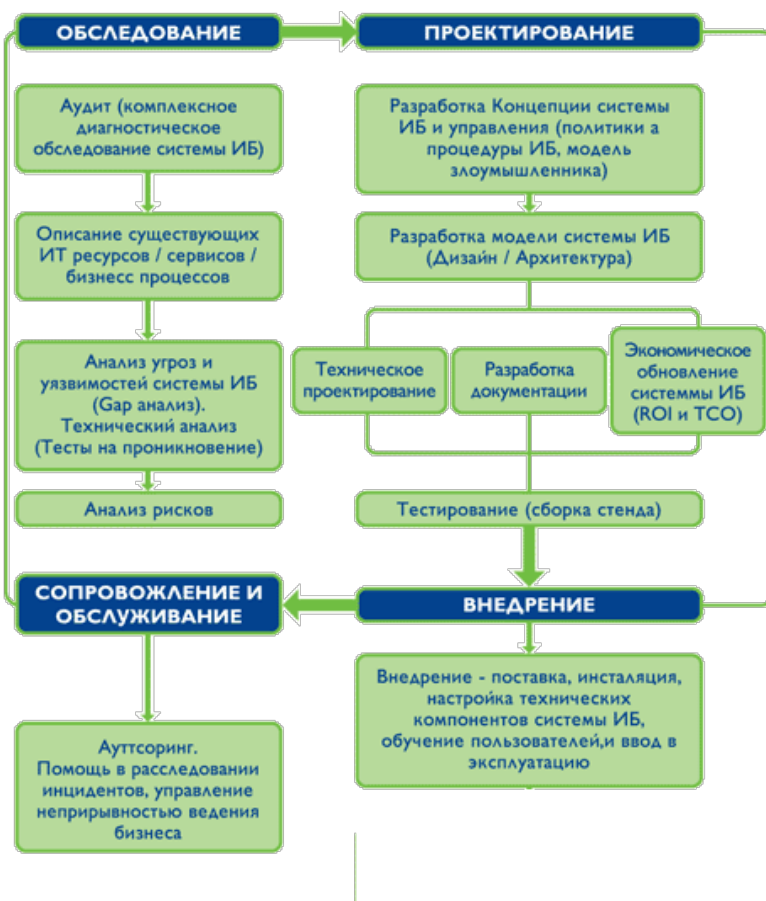 ОБСЛЕДОВАНИЕ
ПРОЕКТИРОВАНИЕ
Аудит (комплексное
диагностическое
обследование системы ИБ)
Описание существующих
ИТ ресурсов / сервисов /
бизнесс процессов
Анализ угроз и
уязвимостей системы ИБ
(Gap анализ).
Технический анализ
(Тесты на проникновение)
Анализ рисков
Разработка Концепции системы
ИБ и управления (политики а
процедуры ИБ, модель
злоумышленника)
Разработка модели системы ИБ
(Дизайн / Архитектура)
Техническое
проектирование
Разработка
документации
Экономическое
обновление
системмы ИБ
(ROI и TCO)
Тестирование (сборка стенда)
СОПРОВОЖЛЕНИЕ И
ОБСЛУЖИВАНИЕ
ВНЕДРЕНИЕ
Ауттсоринг.
Помощь в расследовании
инцидентов, управление
неприрывностью ведения
бизнеса
Внедрение - поставка, инсталяция,
настройка технических
компонентов системы ИБ,
обучение пользователей,и ввод в
эксплуатацию